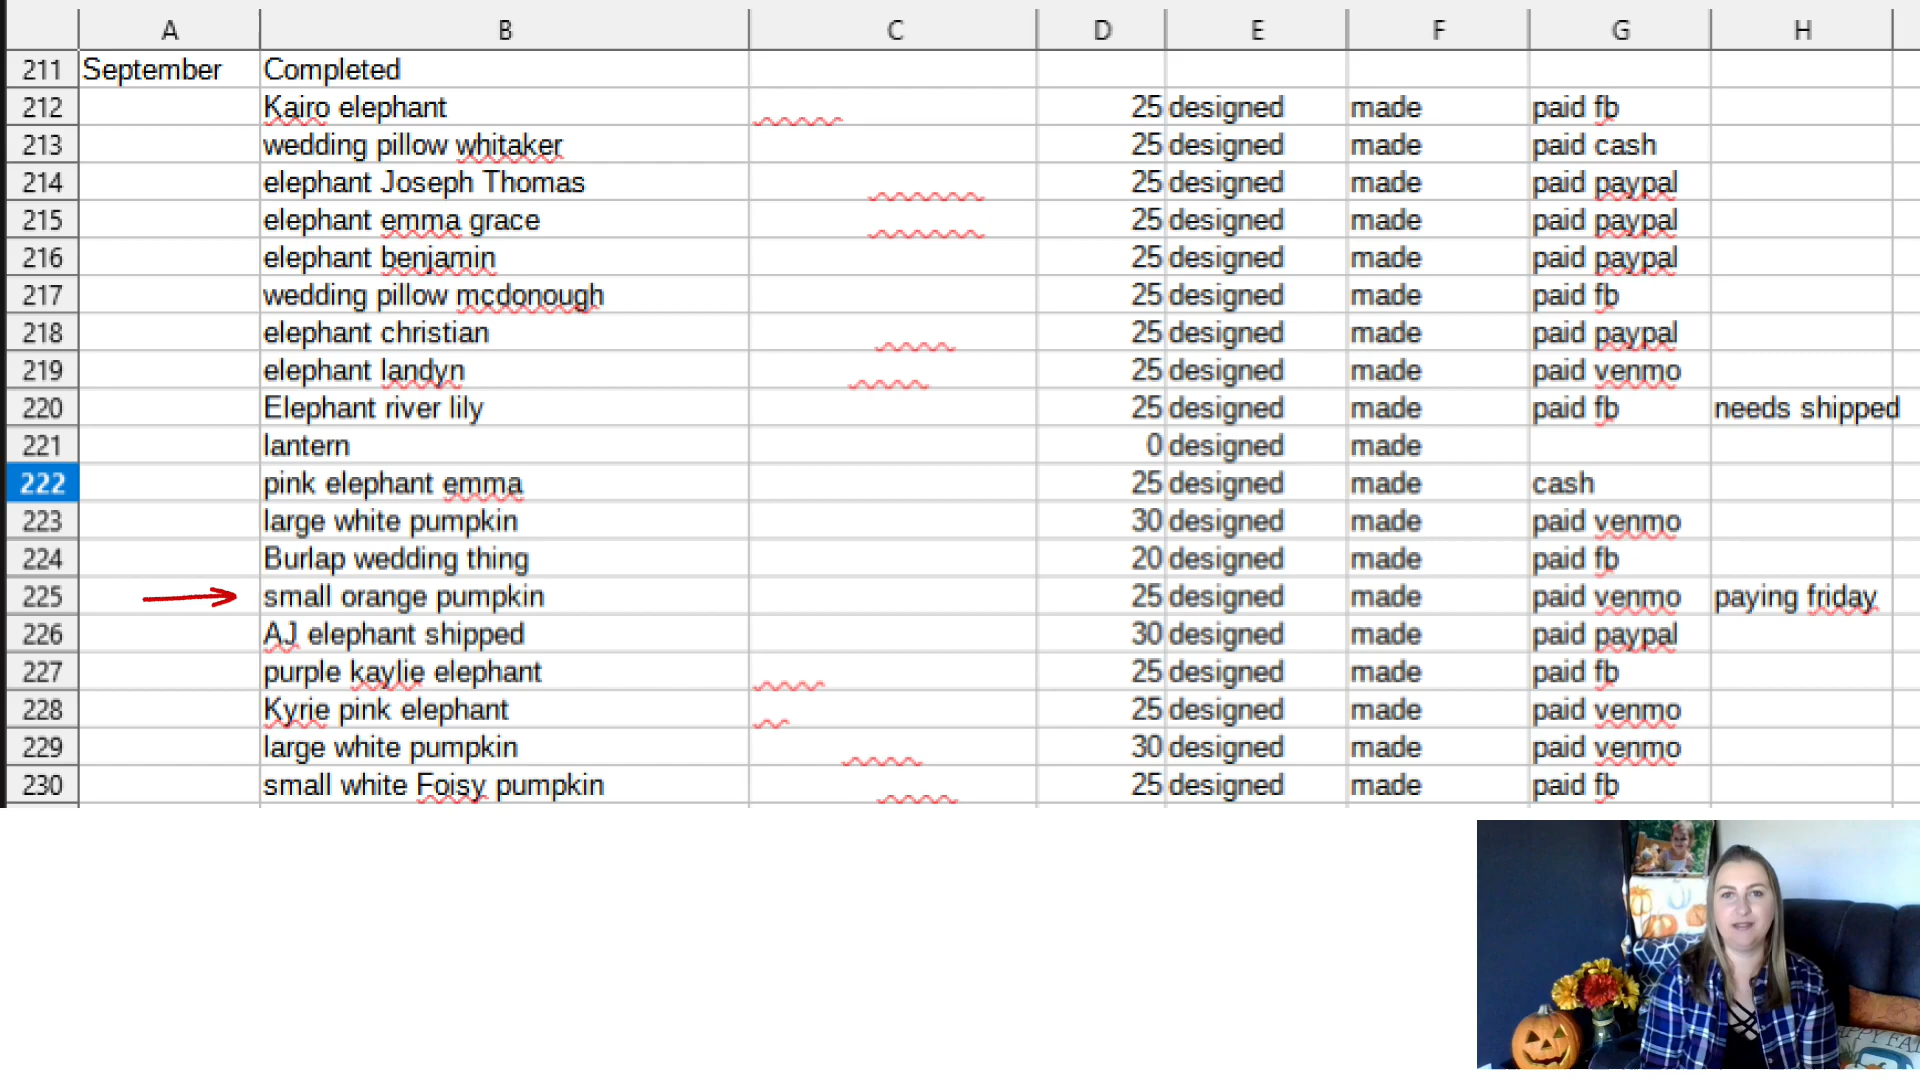 A B C D E F G H
211 September Completed
212 Kairo elephant 25 designed made paid fb
213 wedding pillow whitaker 25 designed made paid cash
214 elephant Joseph Thomas 25 designed made paid paypal
215 elephant emma grace 25 designed made paid paypal
216 elephant benjamin 25 designed made paid paypal
217 wedding pillow mcdonough 25 designed made paid fb
218 elephant christian 25 designed made paid paypal
219 elephant landyn 25 designed made paid venmo
220 Elephant river lily 25 designed made paid fb needs shipped
221 lantern 0 designed made
222 pink elephant emma 25 designed made cash
223 large white pumpkin 30 designed made paid venmo
224 Burlap wedding thing 20 designed made paid fb
225 small orange pumpkin 25 designed made paid venmo paying friday
226 AJ elephant shipped 30 designed made paid paypal
227 purple kaylie elephant 25 designed made paid fb
228 Kyrie pink elephant 25 designed made paid venmo
229 large white pumpkin 30 designed made paid venmo
230 small white Foisy pumpkin 25 designed made paid fb